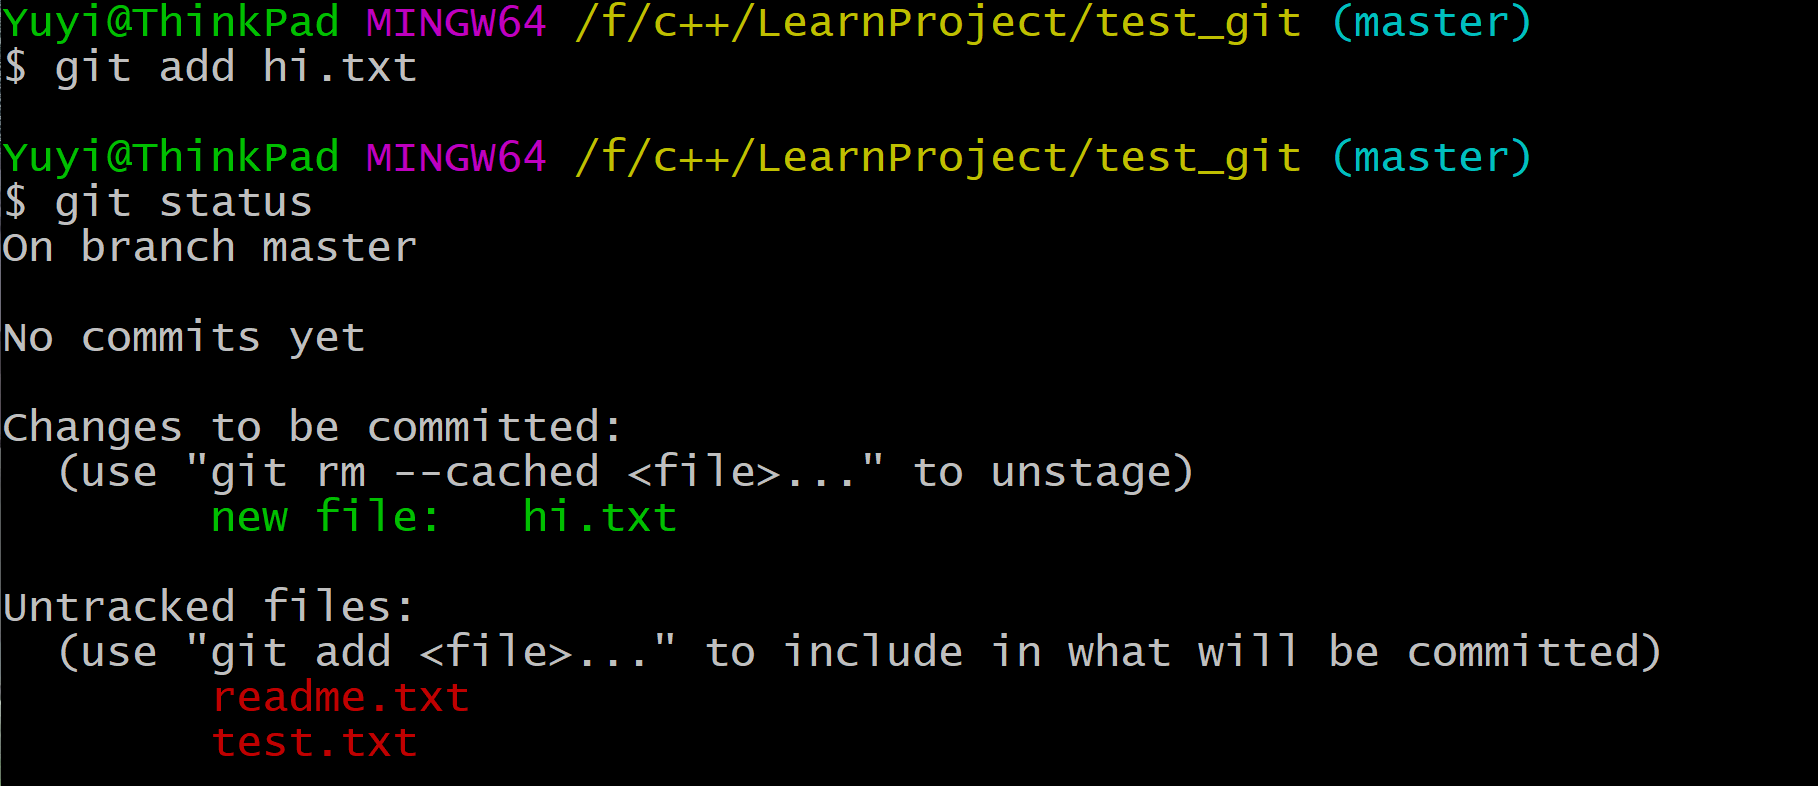 Yuyi@ThinkPad MINGW64 /f/c++/LearnProject/test_git (master)
$ git add hi.txt
Yuyi@ThinkPad MINGW64 /f/c++/LearnProject/test_git (master)
$ git status
On branch master
No commits yet
Changes to be committed:
  (use "git rm --cached <file>..." to unstage)
        new file:   hi.txt
Untracked files:
  (use "git add <file>..." to include in what will be committed)
        readme.txt
        test.txt